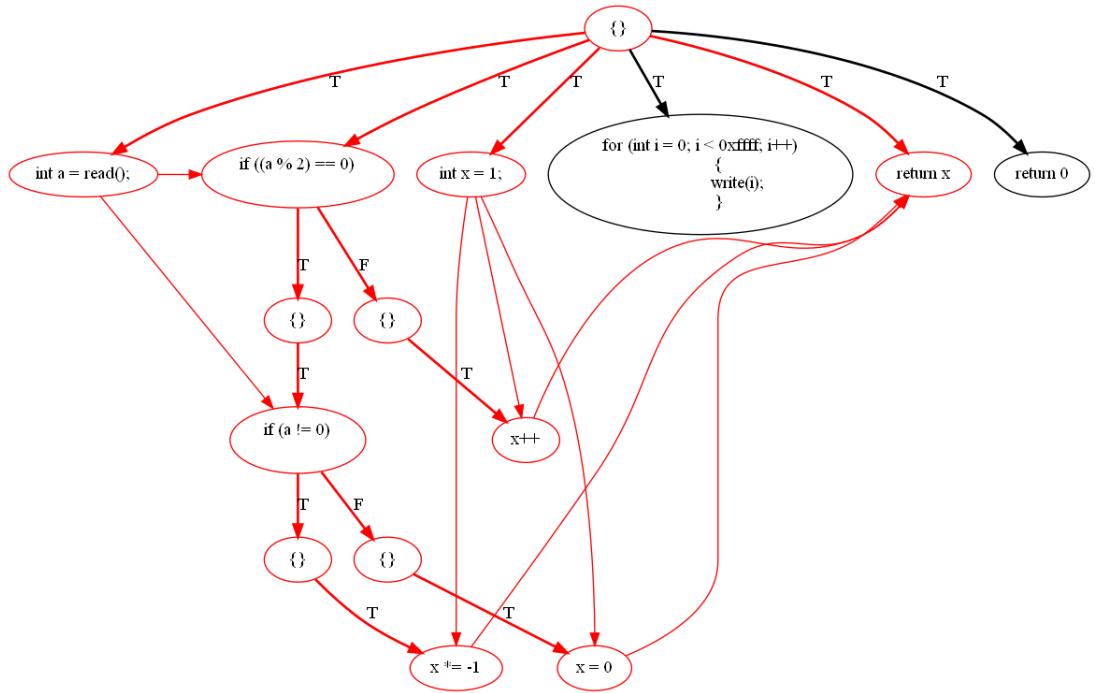 {}
T
T
T
T
T
T
int a = read();
if ((a % 2) == 0)
int x = 1;
for (int i = 0; i < 0xffff; i++)
{
write(i);
}
return x
return 0
T
F
{}
{}
T
T
if (a != 0)
x++
T
F
{}
{}
T
T
x *= -1
x = 0